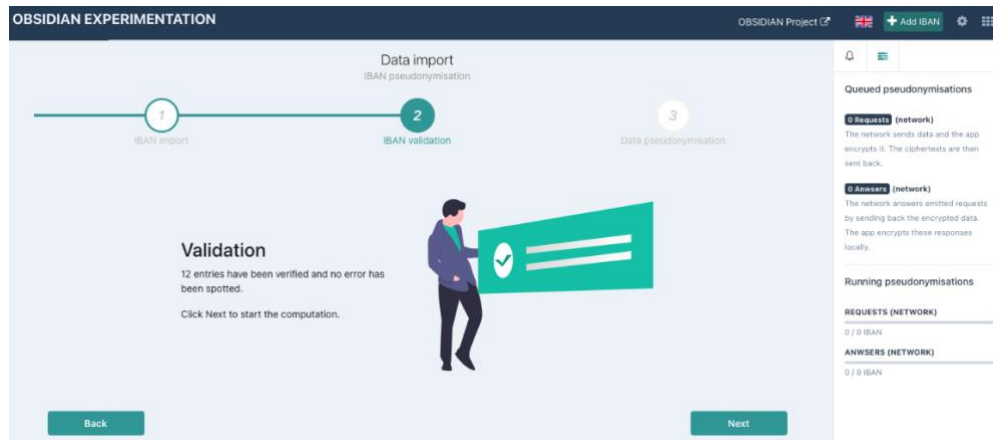 OBSIDIAN EXPERIMENTATION
OBSIDIAN Project
Add IBAN
Data import
IBAN pseudonymisation
1
2
3
IBAN import
IBAN validation
Data pseudonymisation
Validation
12 entries have been verified and no error has
been spotted.
Click Next to start the computation.
Back
Next
Queued pseudonymisations
0 Requests (network)
The network sends data and the app
encrypts it. The ciphertexts are then
sent back.
0 Anwsers (network)
The network answers emitted requests
by sending back the encrypted data.
The app encrypts these responses
locally.
Running pseudonymisations
REQUESTS (NETWORK)
0 / 0 IBAN
ANWSERS (NETWORK)
0 / 0 IBAN